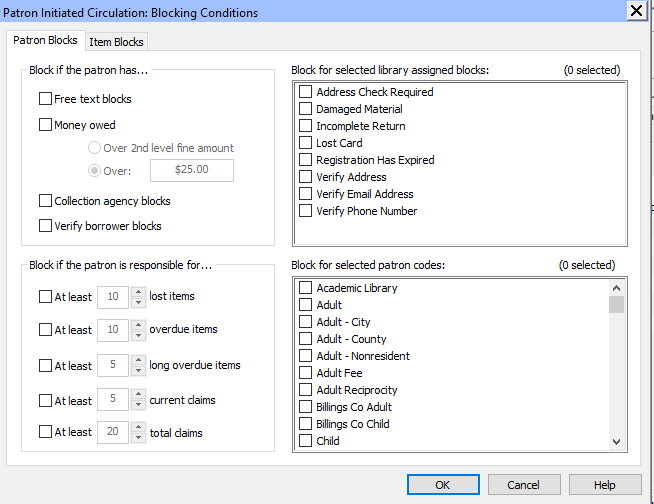 Patron Initiated Circulation: Blocking Conditions
Patron Blocks
Item Blocks
Block if the patron has...
Free text blocks
Money owed
Over 2nd level fine amount
Over: $25.00
Collection agency blocks
Verify borrower blocks
Block for selected library assigned blocks: (0 selected)
Address Check Required
Damaged Material
Incomplete Return
Lost Card
Registration Has Expired
Verify Address
Verify Email Address
Verify Phone Number
Block if the patron is responsible for...
At least 10 lost items
At least 10 overdue items
At least 5 long overdue items
At least 5 current claims
At least 20 total claims
Block for selected patron codes: (0 selected)
Academic Library
Adult
Adult - City
Adult - County
Adult - Nonresident
Adult Fee
Adult Reciprocity
Billings Co Adult
Billings Co Child
Child
OK
Cancel
Help